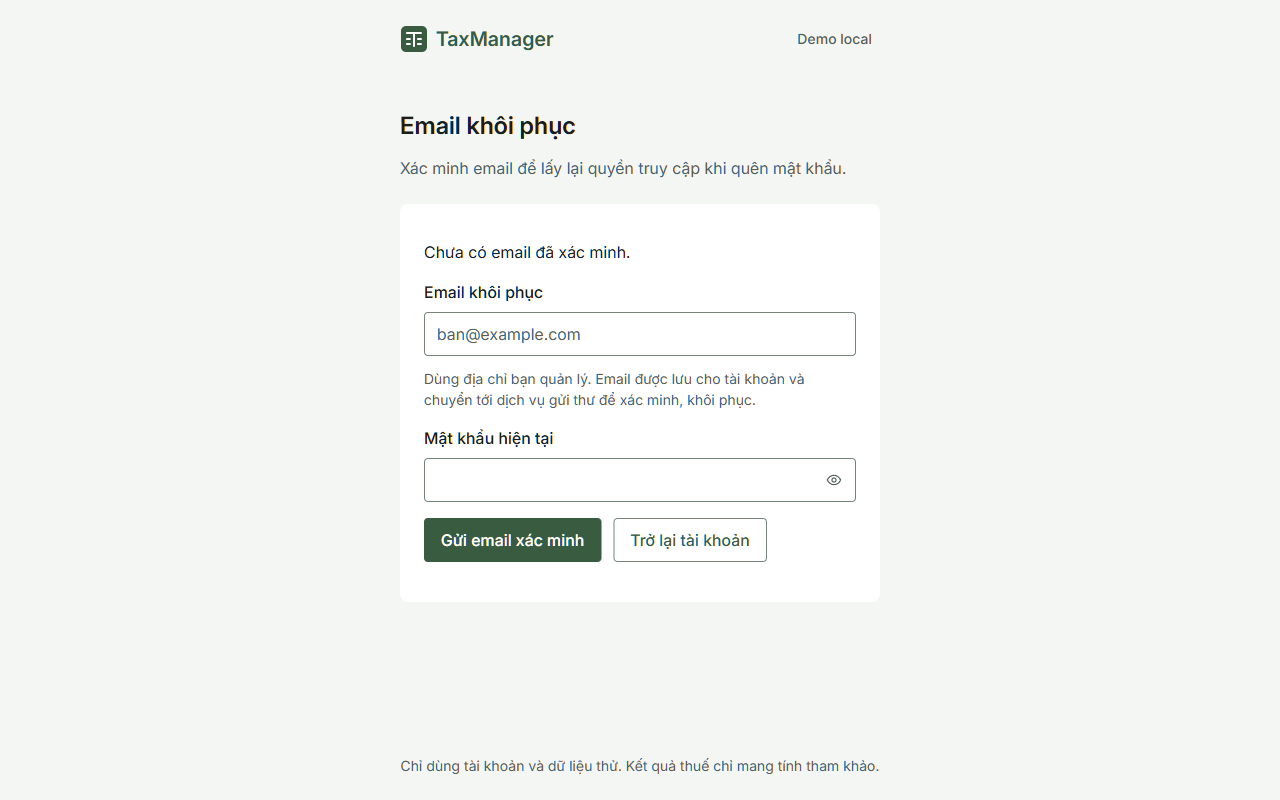 TaxManager
Demo local
Email khôi phục
Xác minh email để lấy lại quyền truy cập khi quên mật khẩu.
Chưa có email đã xác minh.
Email khôi phục
ban@example.com
Dùng địa chỉ bạn quản lý. Email được lưu cho tài khoản và
chuyển tới dịch vụ gửi thư để xác minh, khôi phục.
Mật khẩu hiện tại
Gửi email xác minh
Trở lại tài khoản
Chỉ dùng tài khoản và dữ liệu thử. Kết quả thuế chỉ mang tính tham khảo.